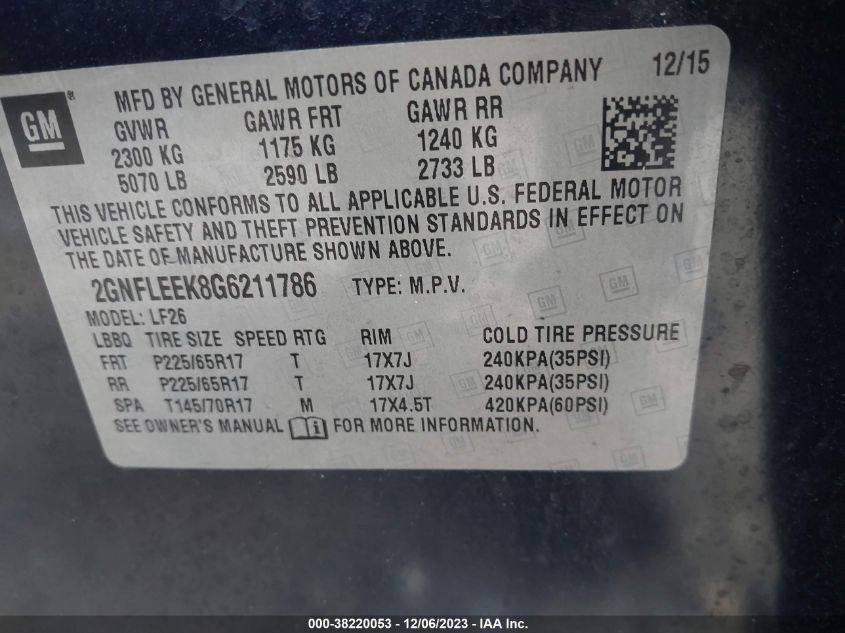 MFD BY GENERAL MOTORS OF CANADA COMPANY 12/15
GM®
GVWR GAWR FRT GAWR RR
2300 KG 1175 KG 1240 KG
5070 LB 2590 LB 2733 LB
THIS VEHICLE CONFORMS TO ALL APPLICABLE U.S. FEDERAL MOTOR
VEHICLE SAFETY AND THEFT PREVENTION STANDARDS IN EFFECT ON
THE DATE OF MANUFACTURE SHOWN ABOVE.
2GNFLEEK8G6211786 TYPE: M.P.V.
MODEL: LF26
LBBQ TIRE SIZE SPEED RTG RIM COLD TIRE PRESSURE
FRT P225/65R17 T 17X7J 240KPA(35PSI)
RR P225/65R17 T 17X7J 240KPA(35PSI)
SPA T145/70R17 M 17X4.5T 420KPA(60PSI)
SEE OWNER'S MANUAL FOR MORE INFORMATION.
000-38220053 - 12/06/2023 - IAA Inc.